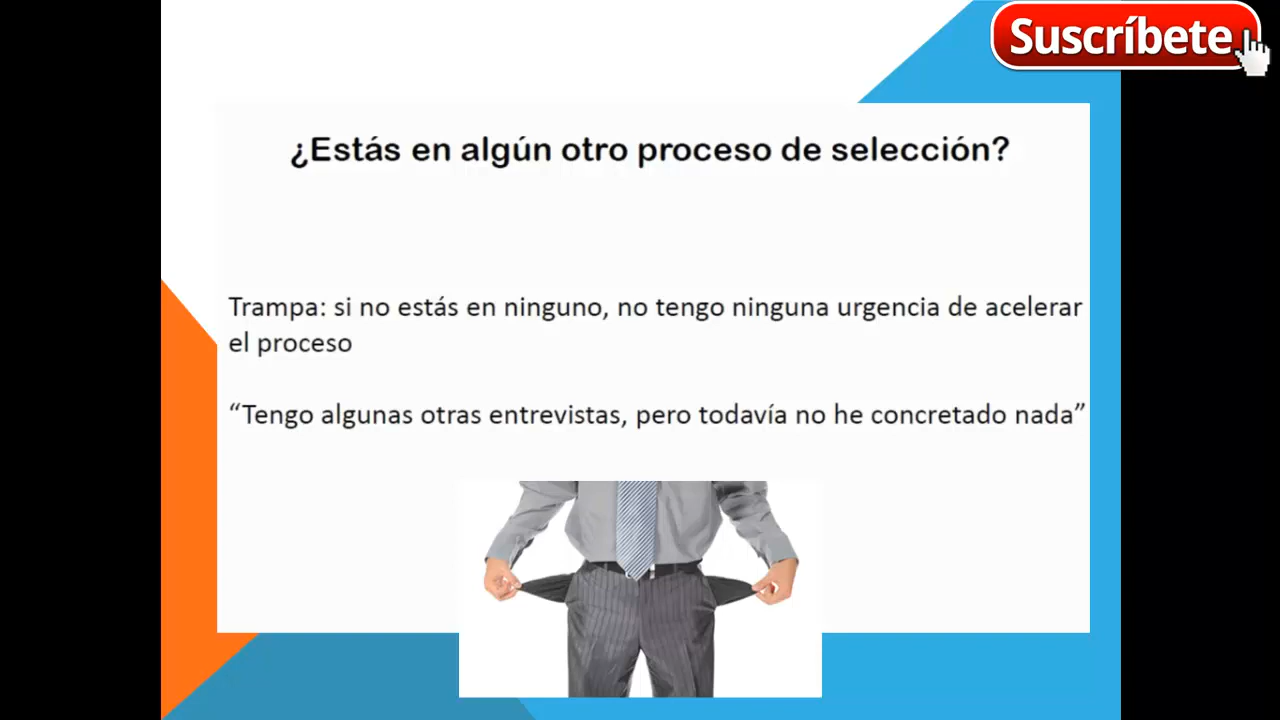 Suscríbete
¿Estás en algún otro proceso de selección?
Trampa: si no estás en ninguno, no tengo ninguna urgencia de acelerar
el proceso
“Tengo algunas otras entrevistas, pero todavía no he concretado nada”